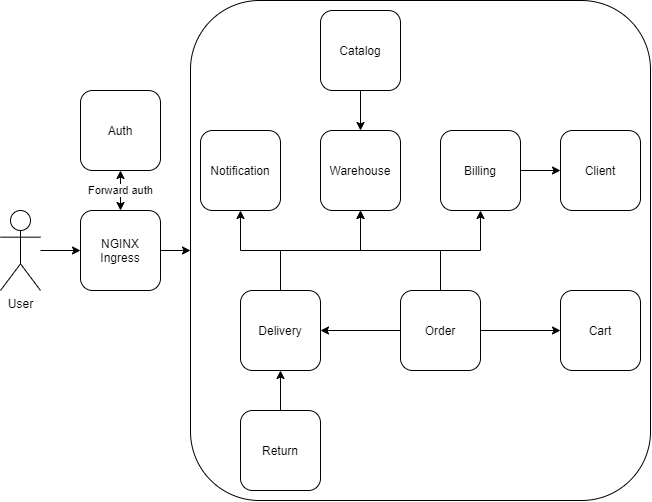 Catalog
Auth
Notification
Warehouse
Billing
Client
Forward auth
NGINX
Ingress
User
Delivery
Order
Cart
Return